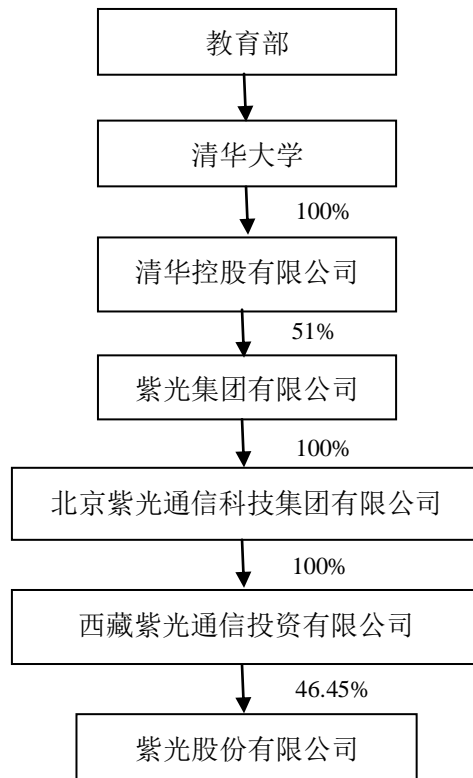 教育部
清华大学
100%
清华控股有限公司
51%
紫光集团有限公司
100%
北京紫光通信科技集团有限公司
100%
西藏紫光通信投资有限公司
46.45%
紫光股份有限公司